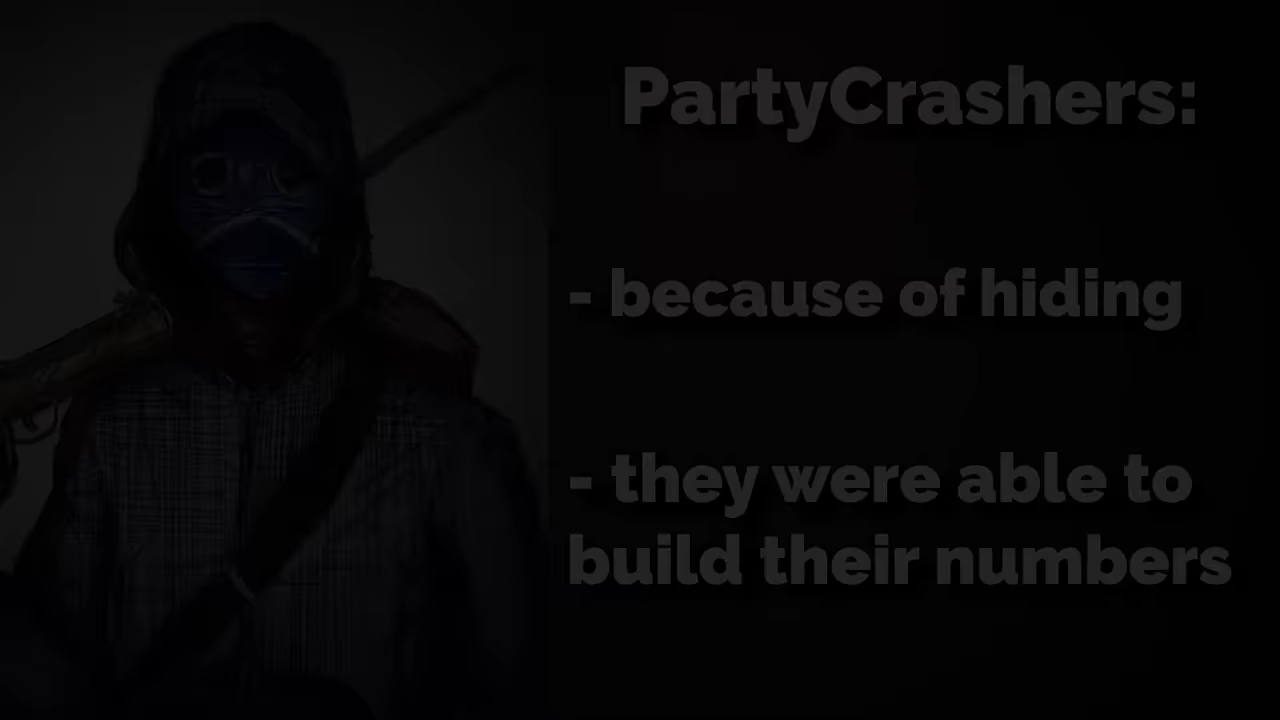 PartyCrashers:
- because of hiding
- they were able to
build their numbers